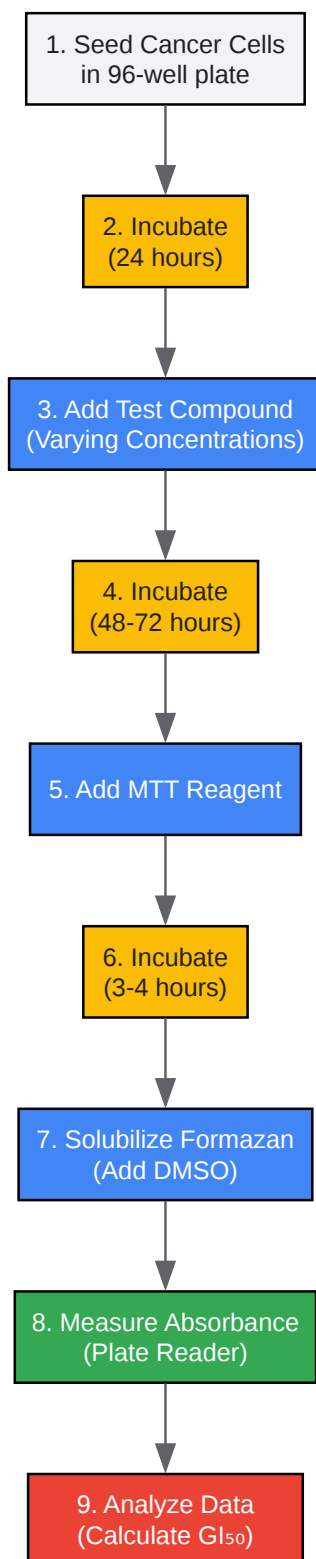 1. Seed Cancer Cells
in 96-well plate
2. Incubate
(24 hours)
3. Add Test Compound
(Varying Concentrations)
4. Incubate
(48-72 hours)
5. Add MTT Reagent
6. Incubate
(3-4 hours)
7. Solubilize Formazan
(Add DMSO)
8. Measure Absorbance
(Plate Reader)
9. Analyze Data
(Calculate GI₅₀)